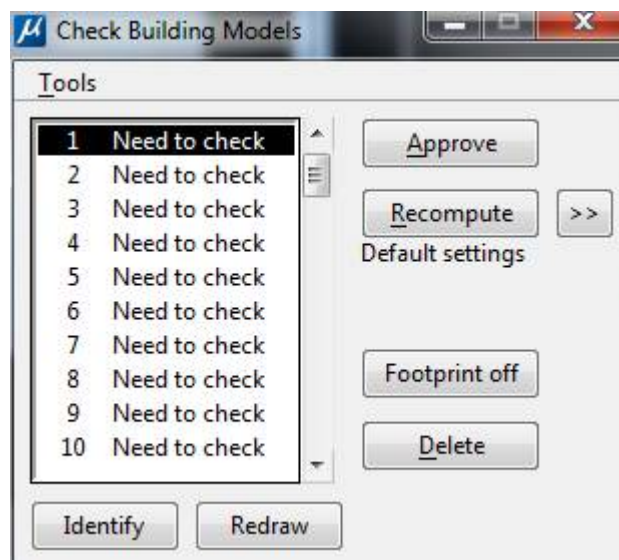 Check Building Models
Tools
1 Need to check
2 Need to check
3 Need to check
4 Need to check
5 Need to check
6 Need to check
7 Need to check
8 Need to check
9 Need to check
10 Need to check
Approve
Recompute >>
Default settings
Footprint off
Delete
Identify Redraw